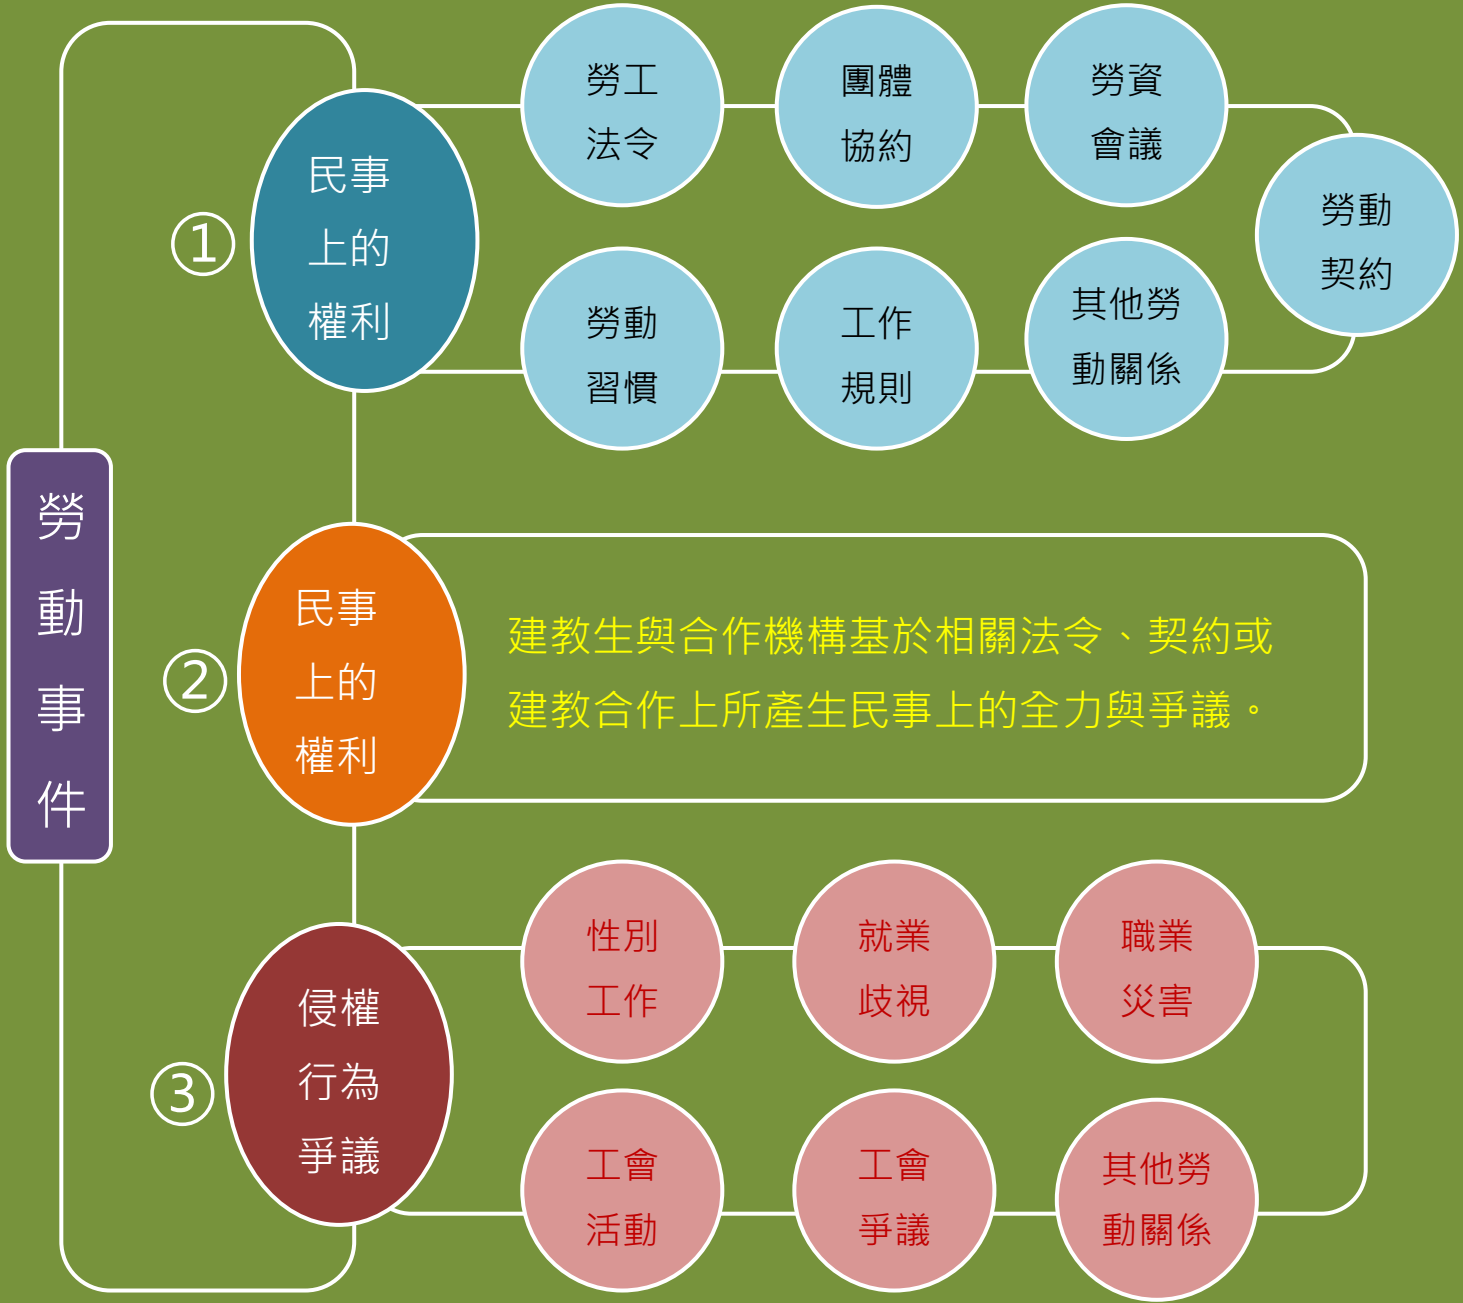 勞
動
事
件
①
民事
上的
權利
勞工
法令
團體
協約
勞資
會議
勞動
契約
勞動
習慣
工作
規則
其他勞
動關係
②
民事
上的
權利
建教生與合作機構基於相關法令、契約或
建教合作上所產生民事上的全力與爭議。
③
侵權
行為
爭議
性別
工作
就業
歧視
職業
災害
工會
活動
工會
爭議
其他勞
動關係